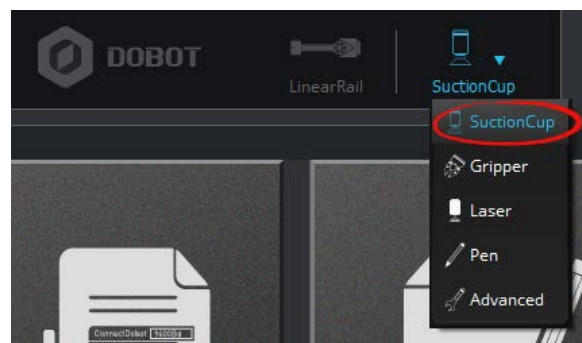 DOBOT
LinearRail
SuctionCup
SuctionCup
Gripper
Laser
Pen
Advanced
ConnectDobot